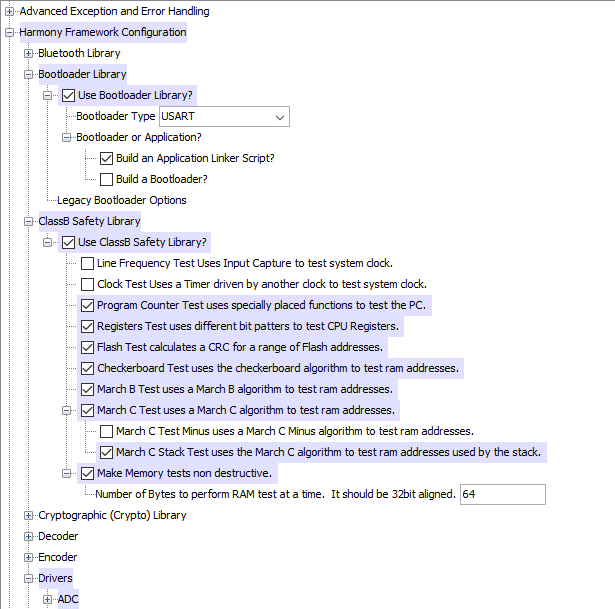 Advanced Exception and Error Handling
Harmony Framework Configuration
Bluetooth Library
Bootloader Library
Use Bootloader Library?
Bootloader Type USART
Bootloader or Application?
Build an Application Linker Script?
Build a Bootloader?
Legacy Bootloader Options
ClassB Safety Library
Use ClassB Safety Library?
Line Frequency Test Uses Input Capture to test system clock.
Clock Test Uses a Timer driven by another clock to test system clock.
Program Counter Test uses specially placed functions to test the PC.
Registers Test uses different bit patters to test CPU Registers.
Flash Test calculates a CRC for a range of Flash addresses.
Checkerboard Test uses the checkerboard algorithm to test ram addresses.
March B Test uses a March B algorithm to test ram addresses.
March C Test uses a March C algorithm to test ram addresses.
March C Test Minus uses a March C Minus algorithm to test ram addresses.
March C Stack Test uses the March C algorithm to test ram addresses used by the stack.
Make Memory tests non destructive.
Number of Bytes to perform RAM test at a time. It should be 32bit aligned. 64
Cryptographic (Crypto) Library
Decoder
Encoder
Drivers
ADC